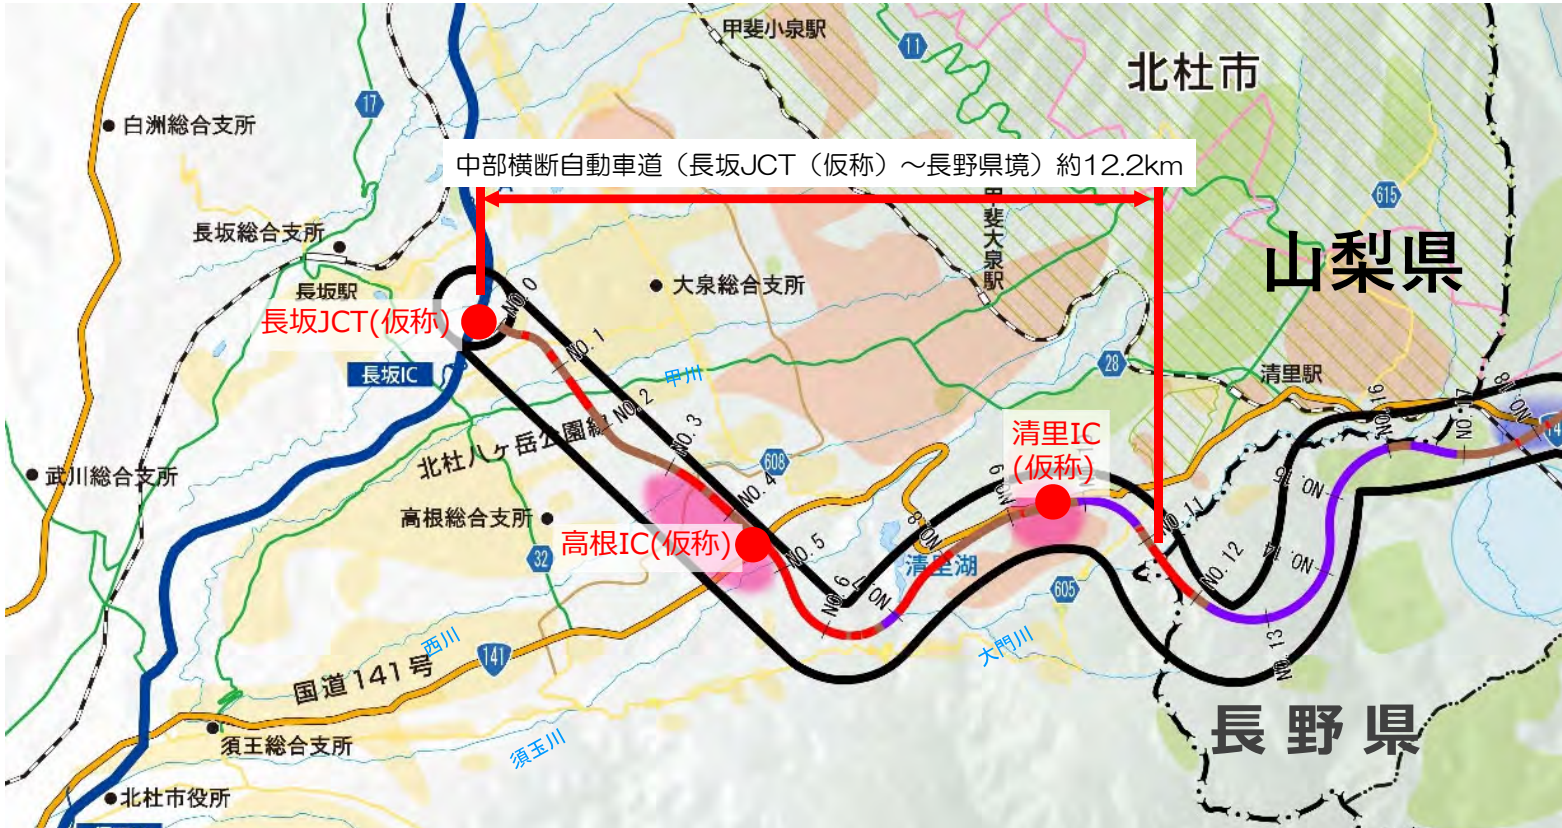 甲斐小泉駅
11
北杜市
17
白洲総合支所
中部横断自動車道（長坂JCT（仮称）～長野県境）約12.2km
615
甲斐大泉駅
長坂総合支所
山梨県
長坂駅
大泉総合支所
NO. 0
長坂JCT(仮称)
NO. 1
長坂IC
甲川
28
清里駅
NO. 2
NO. 16
NO. 17
NO. 18
北杜八ヶ岳公園線
NO. 3
清里IC
(仮称)
141
608
武川総合支所
NO. 4
NO. 9
NO. 15
高根総合支所
NO. 8
NO. 11
高根IC(仮称)
NO. 5
32
清里湖
NO. 12
NO. 14
NO. 6
NO. 7
605
西川
大門川
NO. 13
141
国道141号
須玉川
長野県
須王総合支所
北杜市役所